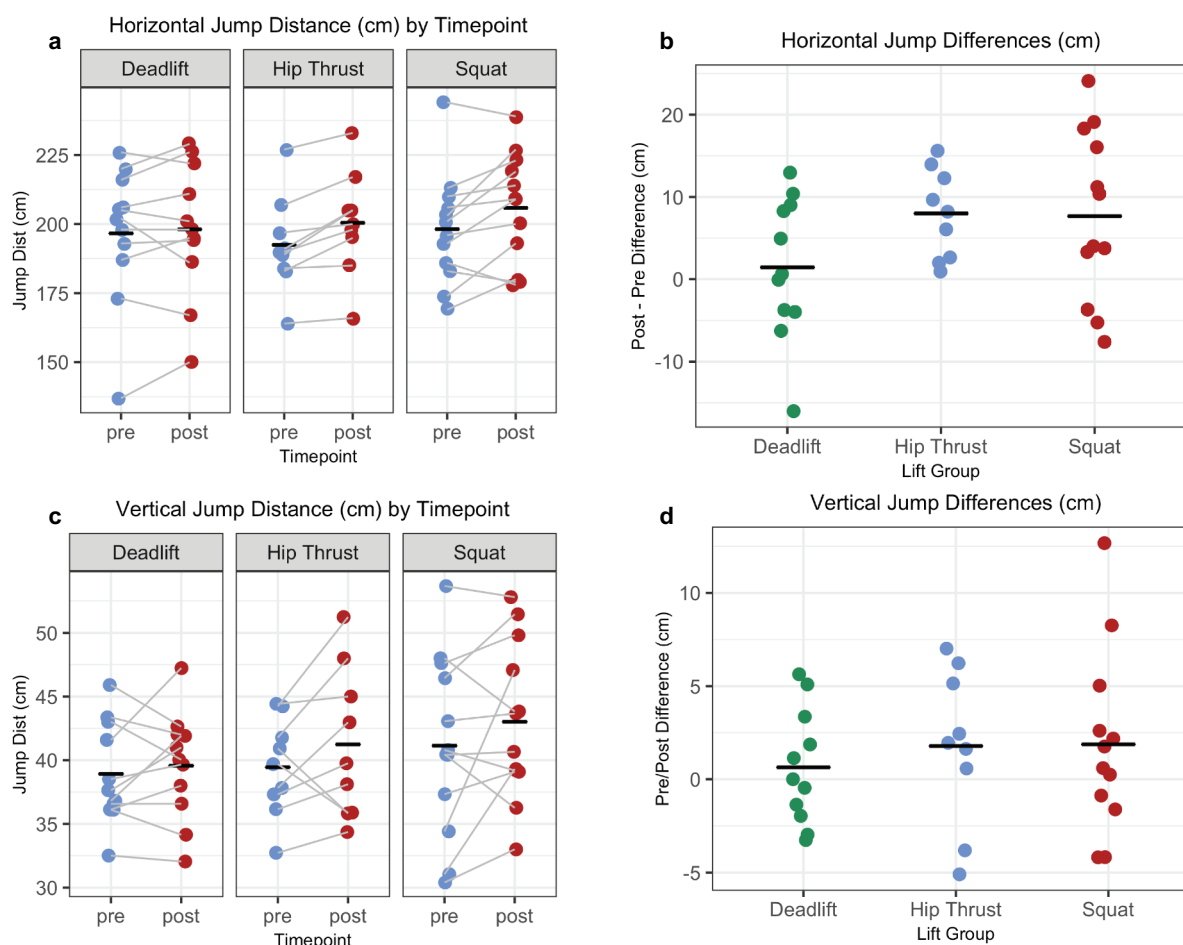 a
Horizontal Jump Distance (cm) by Timepoint
Deadlift
Hip Thrust
Squat
Jump Dist (cm)
225
200
175
150
pre
post
pre
post
pre
post
Timepoint
b
Horizontal Jump Differences (cm)
Post - Pre Difference (cm)
20
10
0
-10
Deadlift
Hip Thrust
Squat
Lift Group
c
Vertical Jump Distance (cm) by Timepoint
Deadlift
Hip Thrust
Squat
Jump Dist (cm)
50
45
40
35
30
pre
post
pre
post
pre
post
Timepoint
d
Vertical Jump Differences (cm)
Pre/Post Difference (cm)
10
5
0
-5
Deadlift
Hip Thrust
Squat
Lift Group